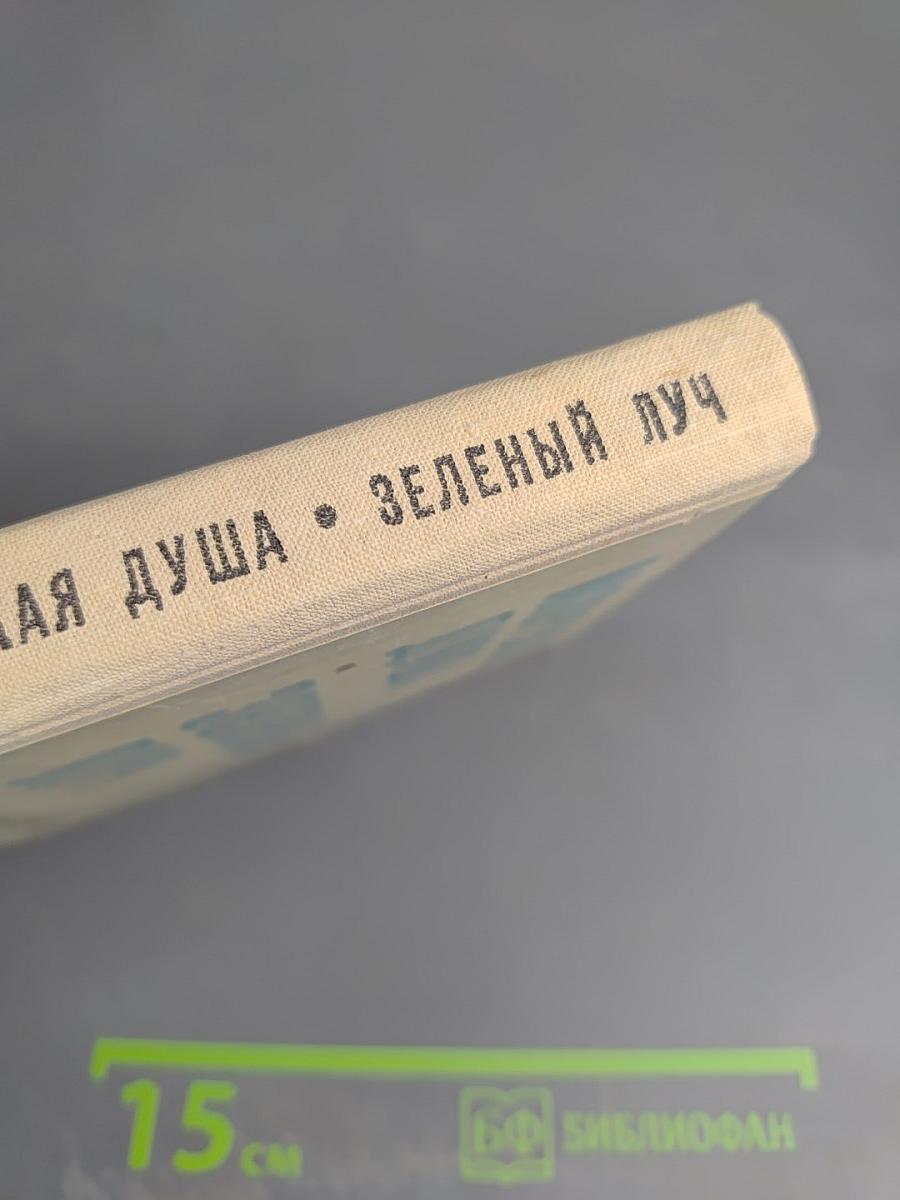 АЯ ДУША • ЗЕЛЕНЫЙ ЛУЧ
15 см
БФ БИБЛИОФАН